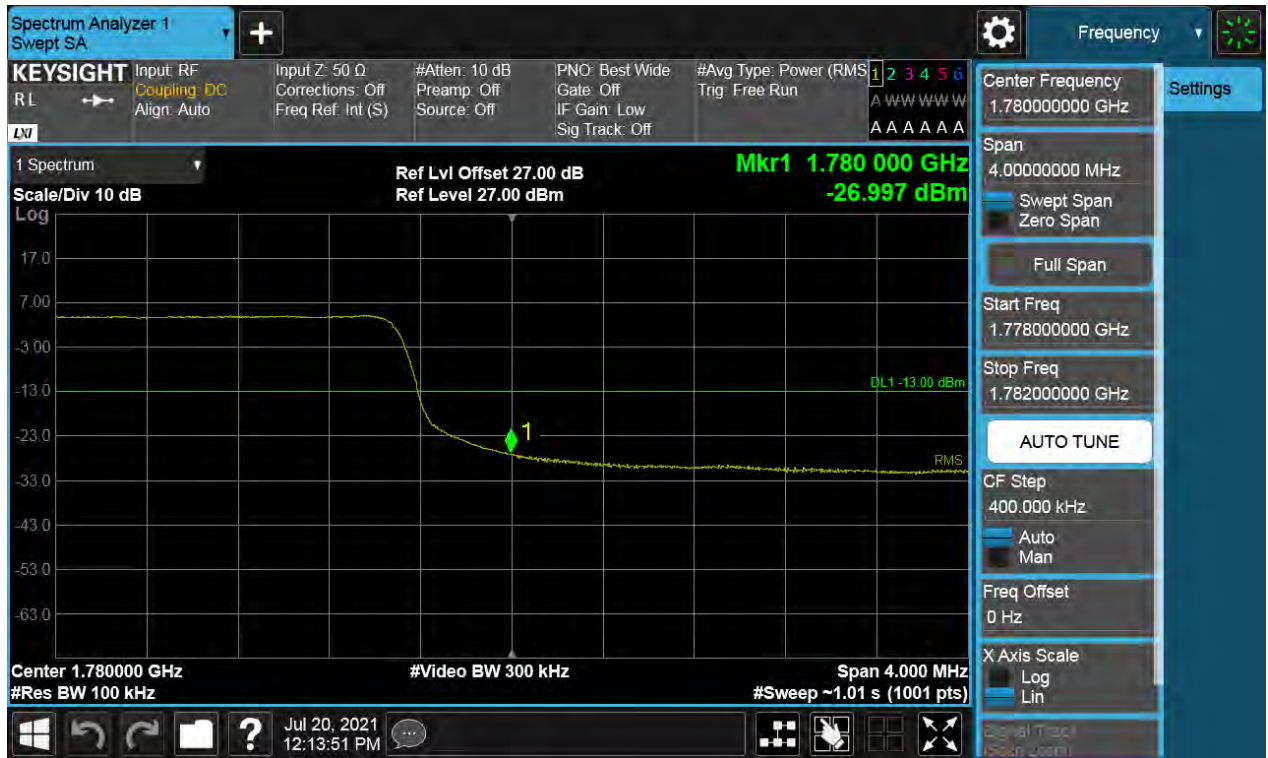 Spectrum Analyzer 1
Swept SA
+
Frequency
KEYSIGHT
R L
LXI
Input: RF
Coupling: DC
Align: Auto
Input Z: 50 Ω
Corrections: Off
Freq Ref: Int (S)
#Atten: 10 dB
Preamp: Off
Source: Off
PNO: Best Wide
Gate: Off
IF Gain: Low
Sig Track: Off
#Avg Type: Power (RMS
Trig: Free Run
1 2 3 4 5 6
A W W W W W
A A A A A A
1 Spectrum
Scale/Div 10 dB
Log
Ref Lvl Offset 27.00 dB
Ref Level 27.00 dBm
Mkr1 1.780 000 GHz
-26.997 dBm
17.0
7.00
-3.00
-13.0
-23.0
-33.0
-43.0
-53.0
-63.0
DL1 -13.00 dBm
1
RMS
Center 1.780000 GHz
#Res BW 100 kHz
#Video BW 300 kHz
Span 4.000 MHz
#Sweep ~1.01 s (1001 pts)
Center Frequency
1.780000000 GHz
Settings
Span
4.00000000 MHz
Swept Span
Zero Span
Full Span
Start Freq
1.778000000 GHz
Stop Freq
1.782000000 GHz
AUTO TUNE
CF Step
400.000 kHz
Auto
Man
Freq Offset
0 Hz
X Axis Scale
Log
Lin
Signal Track
(Span Zoom)
?
Jul 20, 2021
12:13:51 PM